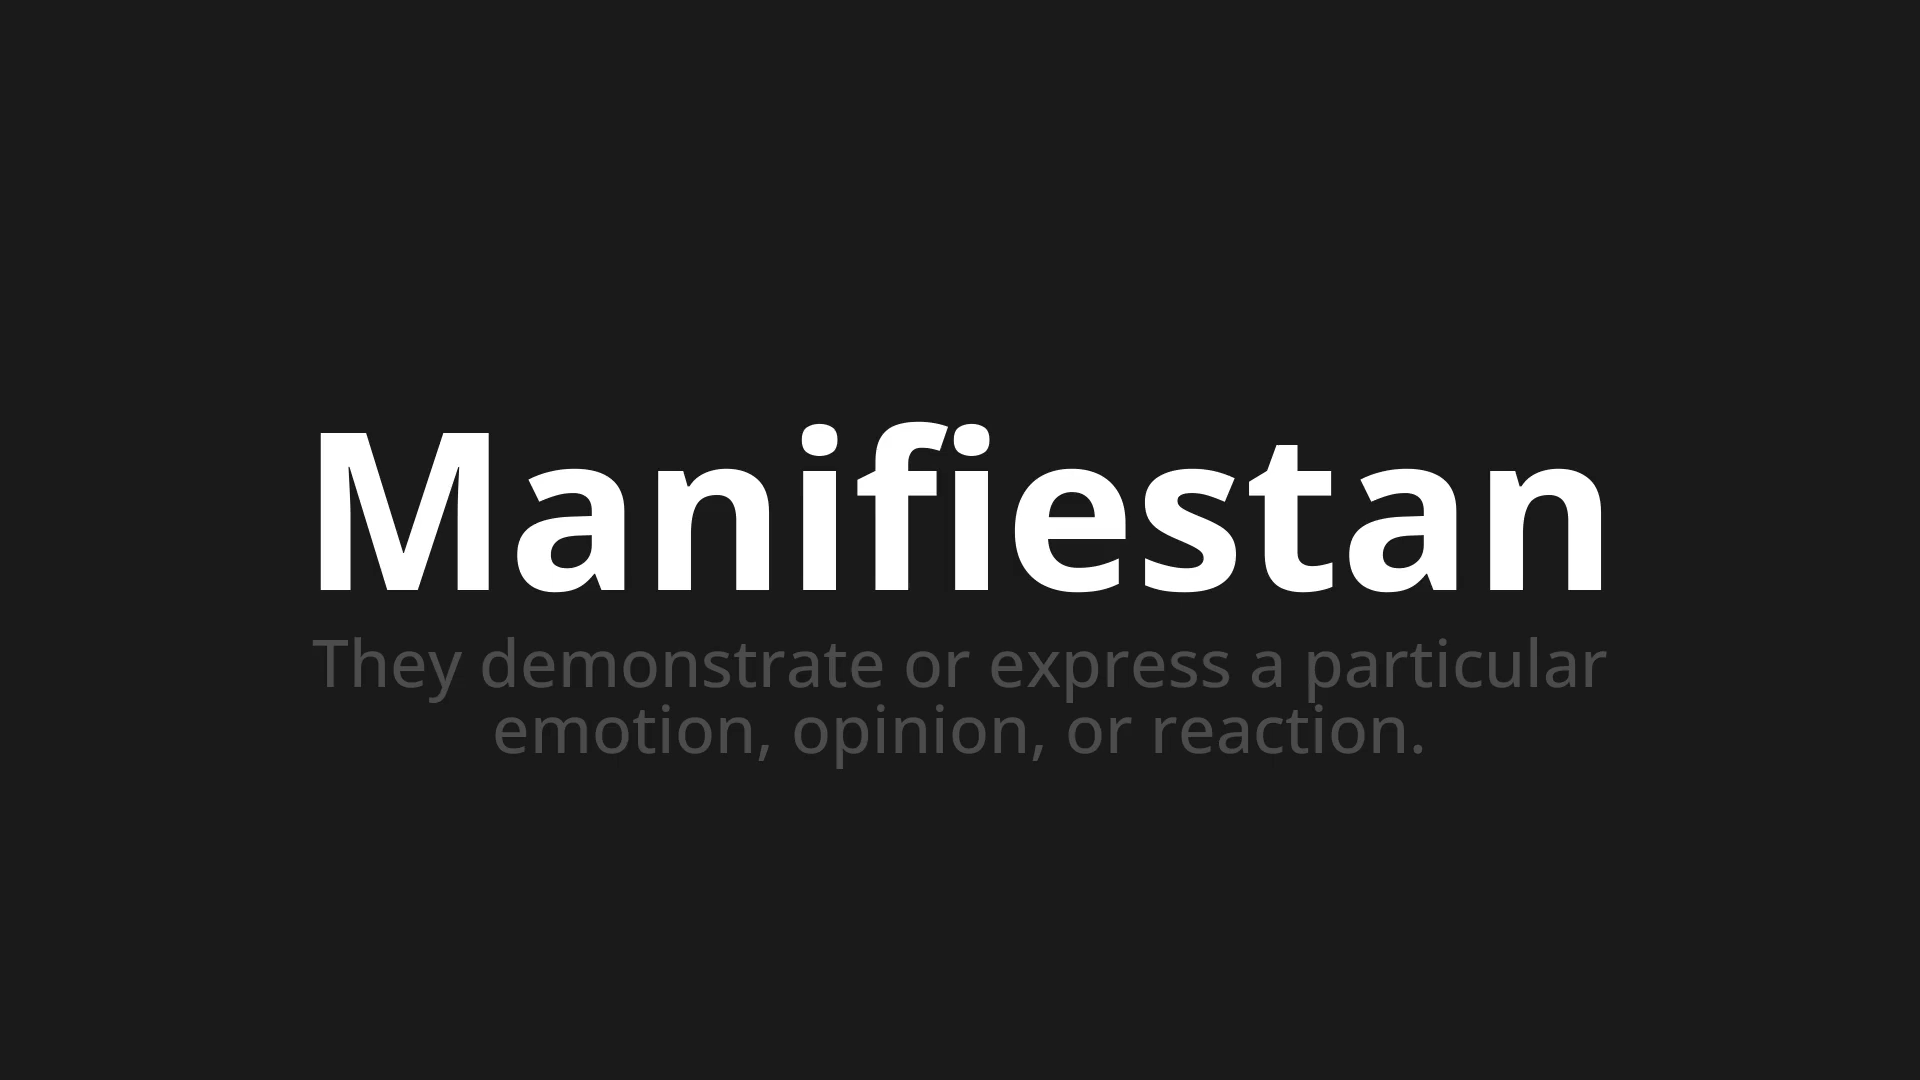 Manifiestan
They demonstrate or express a particular
emotion, opinion, or reaction.